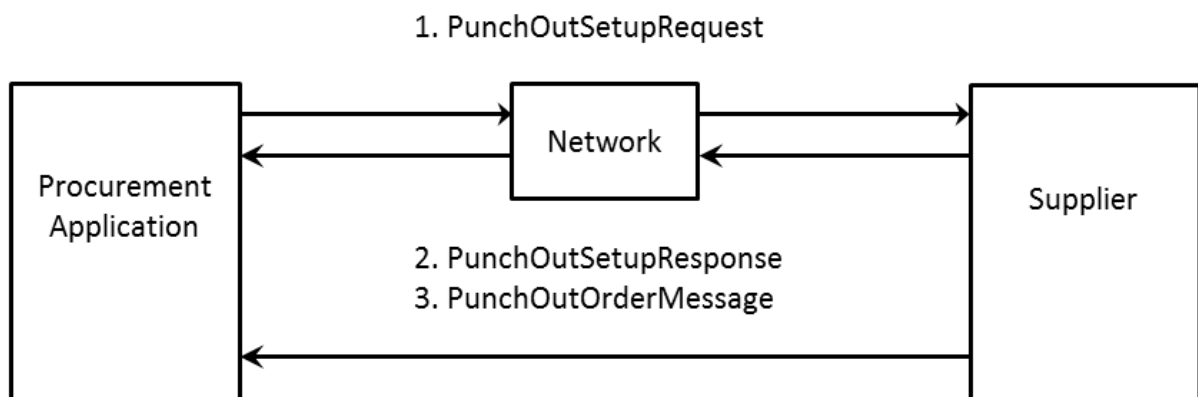 1. PunchOutSetupRequest
Network
Procurement
Application
Supplier
2. PunchOutSetupResponse
3. PunchOutOrderMessage